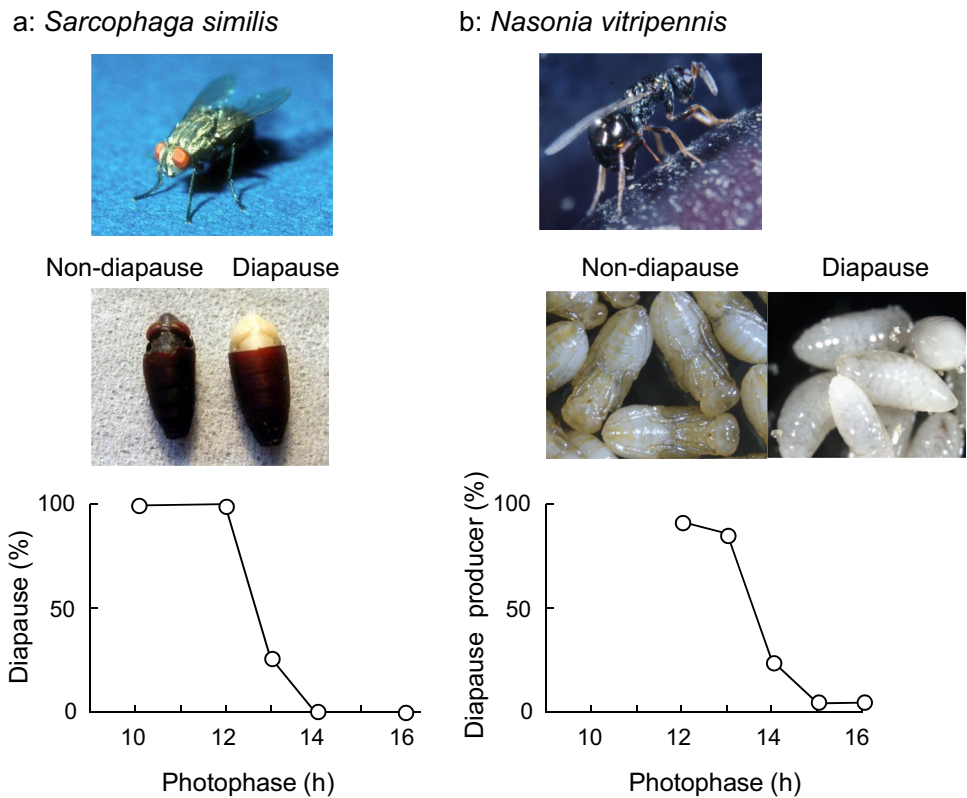 a: Sarcophaga similis
Non-diapause Diapause
100
50
0
Diapause (%)
10 12 14 16
Photophase (h)
b: Nasonia vitripennis
Non-diapause Diapause
100
50
0
Diapause producer (%)
10 12 14 16
Photophase (h)